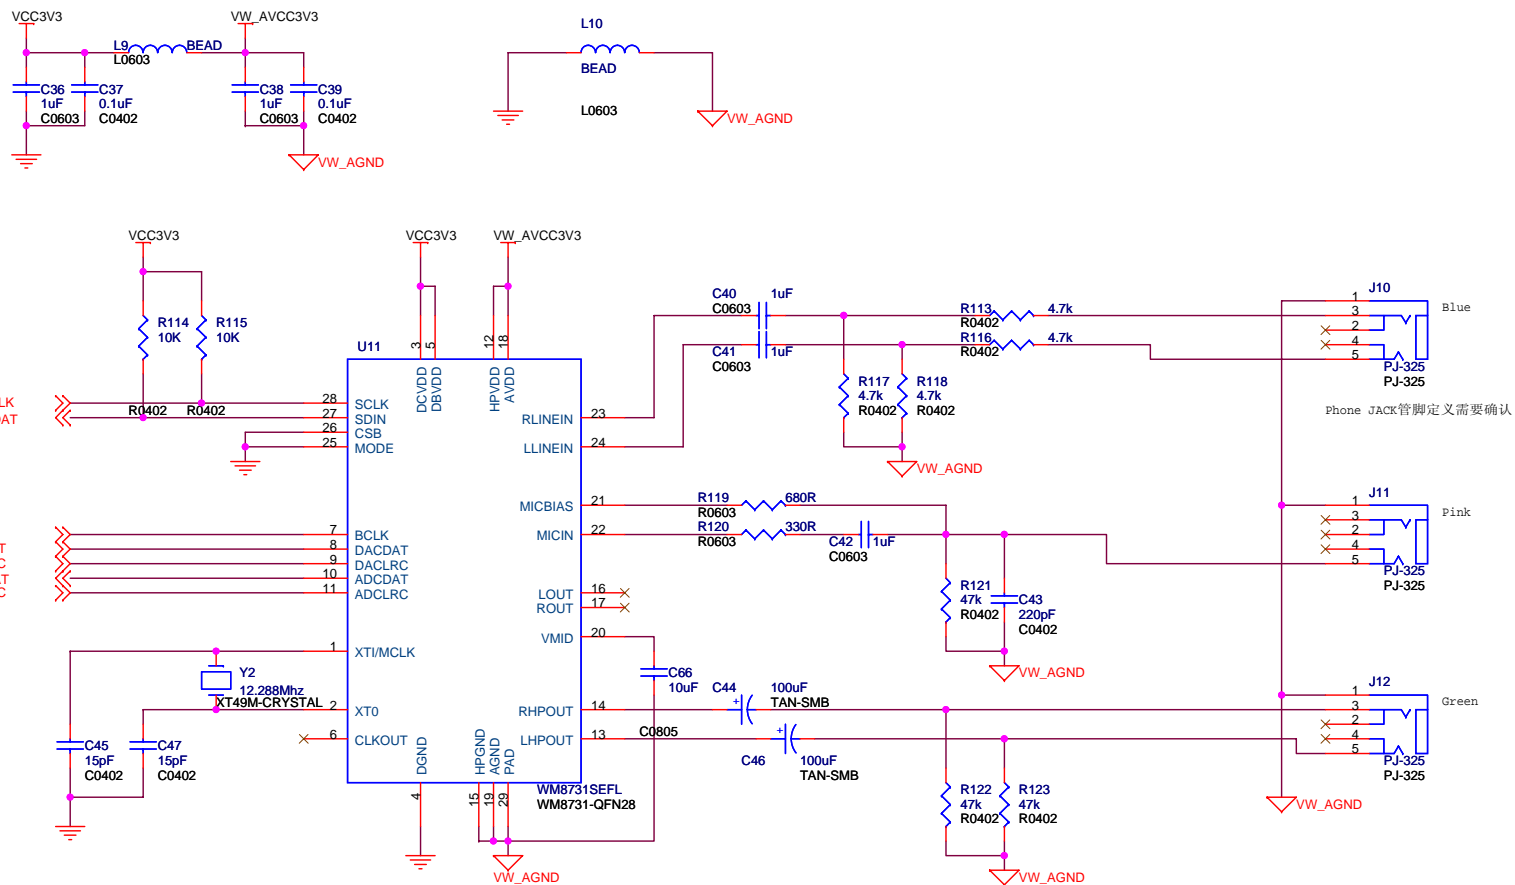 VCC3V3
VW_AVCC3V3
L9
BEAD
L0603
C36
1uF
C0603
C37
0.1uF
C0402
C38
1uF
C0603
C39
0.1uF
C0402
VW_AGND
L10
BEAD
L0603
VW_AGND
VCC3V3
R114
10K
R0402
R115
10K
R0402
VCC3V3
VW_AVCC3V3
U11
3
5
12
18
DCVDD
DBVDD
HPVDD
AVDD
LK
28
SCLK
DAT
27
SDIN
26
CSB
25
MODE
T
7
BCLK
8
DACDAT
C
9
DACLRC
AT
10
ADCDAT
C
11
ADCLRC
1
XTI/MCLK
2
XT0
6
CLKOUT
Y2
12.288Mhz
XT49M-CRYSTAL
C45
15pF
C0402
C47
15pF
C0402
DGND
HPGND
AGND
PAD
4
15
19
29
WM8731SEFL
WM8731-QFN28
VW_AGND
RLINEIN
23
LLINEIN
24
MICBIAS
21
MICIN
22
LOUT
16
ROUT
17
VMID
20
RHPOUT
14
LHPOUT
13
C40
1uF
C0603
C41
1uF
C0603
R113
4.7k
R0402
R116
4.7k
R0402
R117
4.7k
R0402
R118
4.7k
R0402
VW_AGND
R119
680R
R0603
R120
330R
R0603
C42
1uF
C0603
R121
47k
R0402
C43
220pF
C0402
VW_AGND
C66
10uF
C0805
C44
100uF
TAN-SMB
+
C46
100uF
TAN-SMB
+
R122
47k
R0402
R123
47k
R0402
VW_AGND
J10
1
3
2
4
5
PJ-325
PJ-325
Blue
Phone JACK管脚定义需要确认
J11
1
3
2
4
5
PJ-325
PJ-325
Pink
J12
1
3
2
4
5
PJ-325
PJ-325
Green
VW_AGND